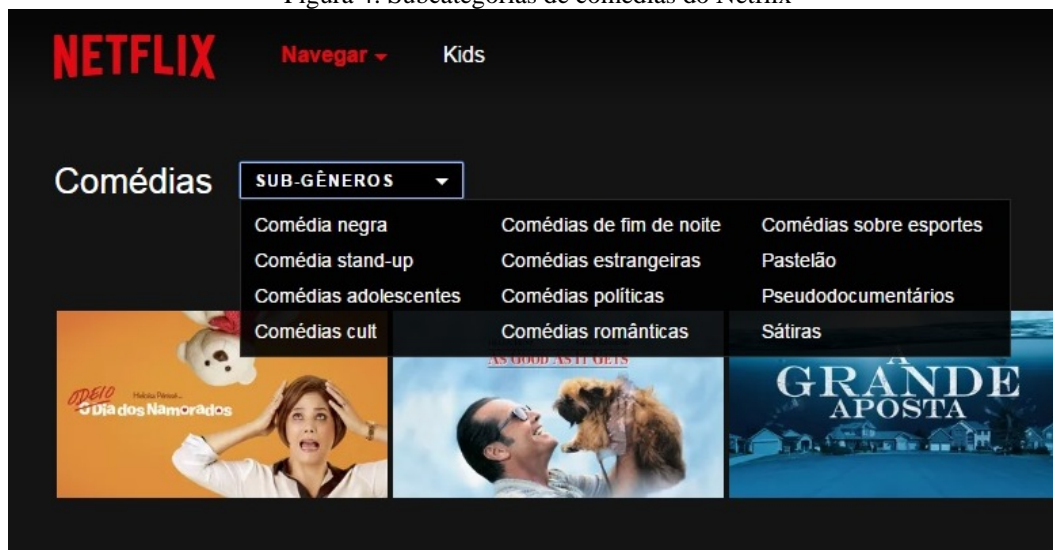 Figura 4: Subcategorias de comédias do Netflix
NETFLIX
Navegar
Kids
Comédias
SUB-GÊNEROS
Comédia negra
Comédia stand-up
Comédias adolescentes
Comédias cult
Comédias de fim de noite
Comédias estrangeiras
Comédias políticas
Comédias românticas
Comédias sobre esportes
Pastelão
Pseudodocumentários
Sátiras
ODEIO
O Dia dos Namorados
AS GOOD AS IT GETS
A
GRANDE
APOSTA